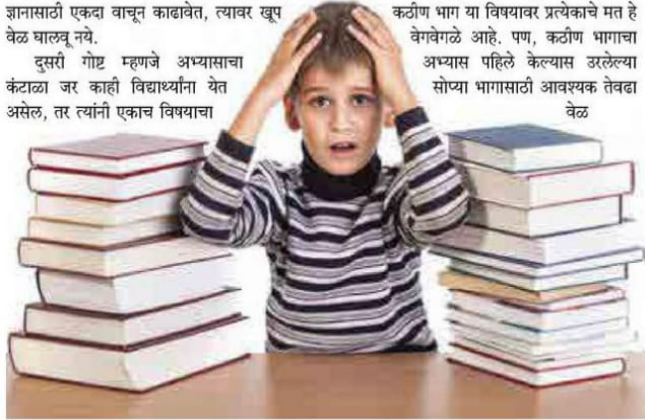 ज्ञानासाठी एकदा वाचून काढावेत, त्यावर खूप
वेळ घालवू नये.
दुसरी गोष्ट म्हणजे अभ्यासाचा
कंटाळा जर काही विद्यार्थ्यांना येत
असेल, तर त्यांनी एकाच विषयाचा
कठीण भाग या विषयावर प्रत्येकाचे मत हे
वेगवेगळे आहे. पण, कठीण भागाचा
अभ्यास पहिले केल्यास उरलेल्या
सोप्या भागासाठी आवश्यक तेवढा
वेळ